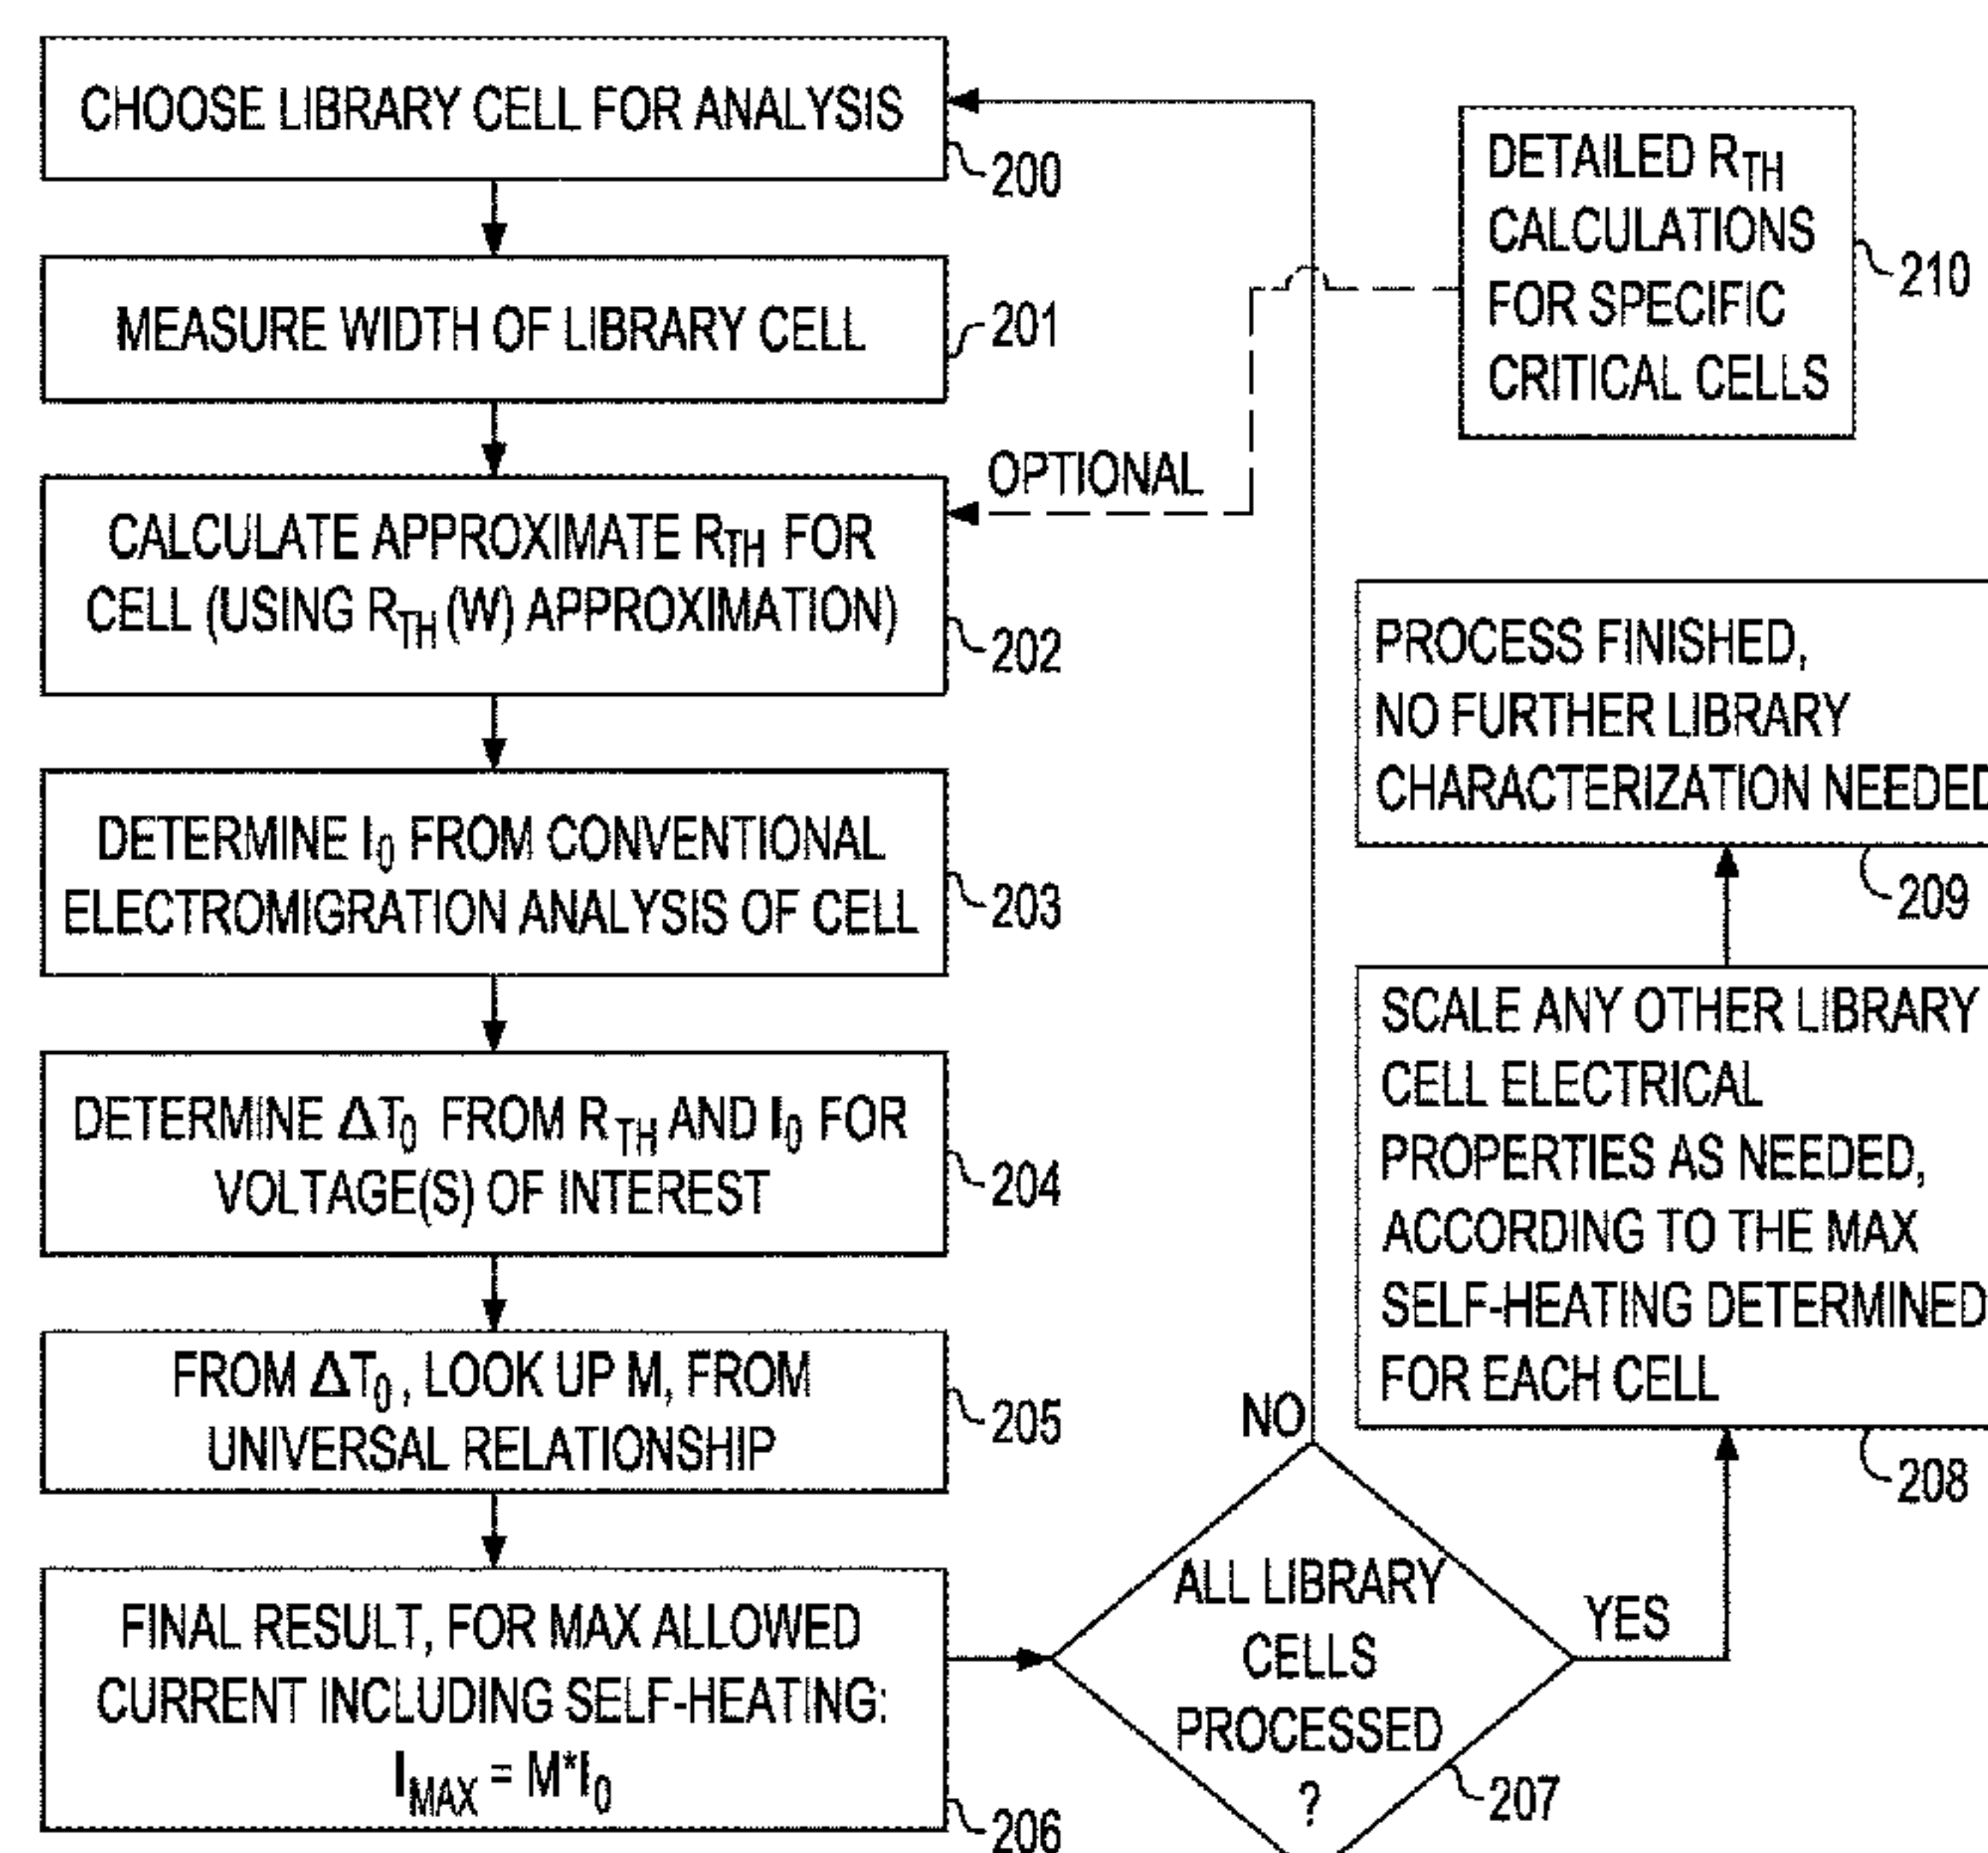 CHOOSE LIBRARY CELL FOR ANALYSIS
200
MEASURE WIDTH OF LIBRARY CELL
201
CALCULATE APPROXIMATE RTH FOR
CELL (USING RTH (W) APPROXIMATION)
202
DETERMINE I0 FROM CONVENTIONAL
ELECTROMIGRATION ANALYSIS OF CELL
203
DETERMINE ΔT0 FROM RTH AND I0 FOR
VOLTAGE(S) OF INTEREST
204
FROM ΔT0, LOOK UP M, FROM
UNIVERSAL RELATIONSHIP
205
FINAL RESULT, FOR MAX ALLOWED
CURRENT INCLUDING SELF-HEATING:
IMAX = M*I0
206
ALL LIBRARY
CELLS
PROCESSED
?
207
NO
YES
SCALE ANY OTHER LIBRARY
CELL ELECTRICAL
PROPERTIES AS NEEDED,
ACCORDING TO THE MAX
SELF-HEATING DETERMINED
FOR EACH CELL
208
PROCESS FINISHED,
NO FURTHER LIBRARY
CHARACTERIZATION NEEDED
209
DETAILED RTH
CALCULATIONS
FOR SPECIFIC
CRITICAL CELLS
210
OPTIONAL